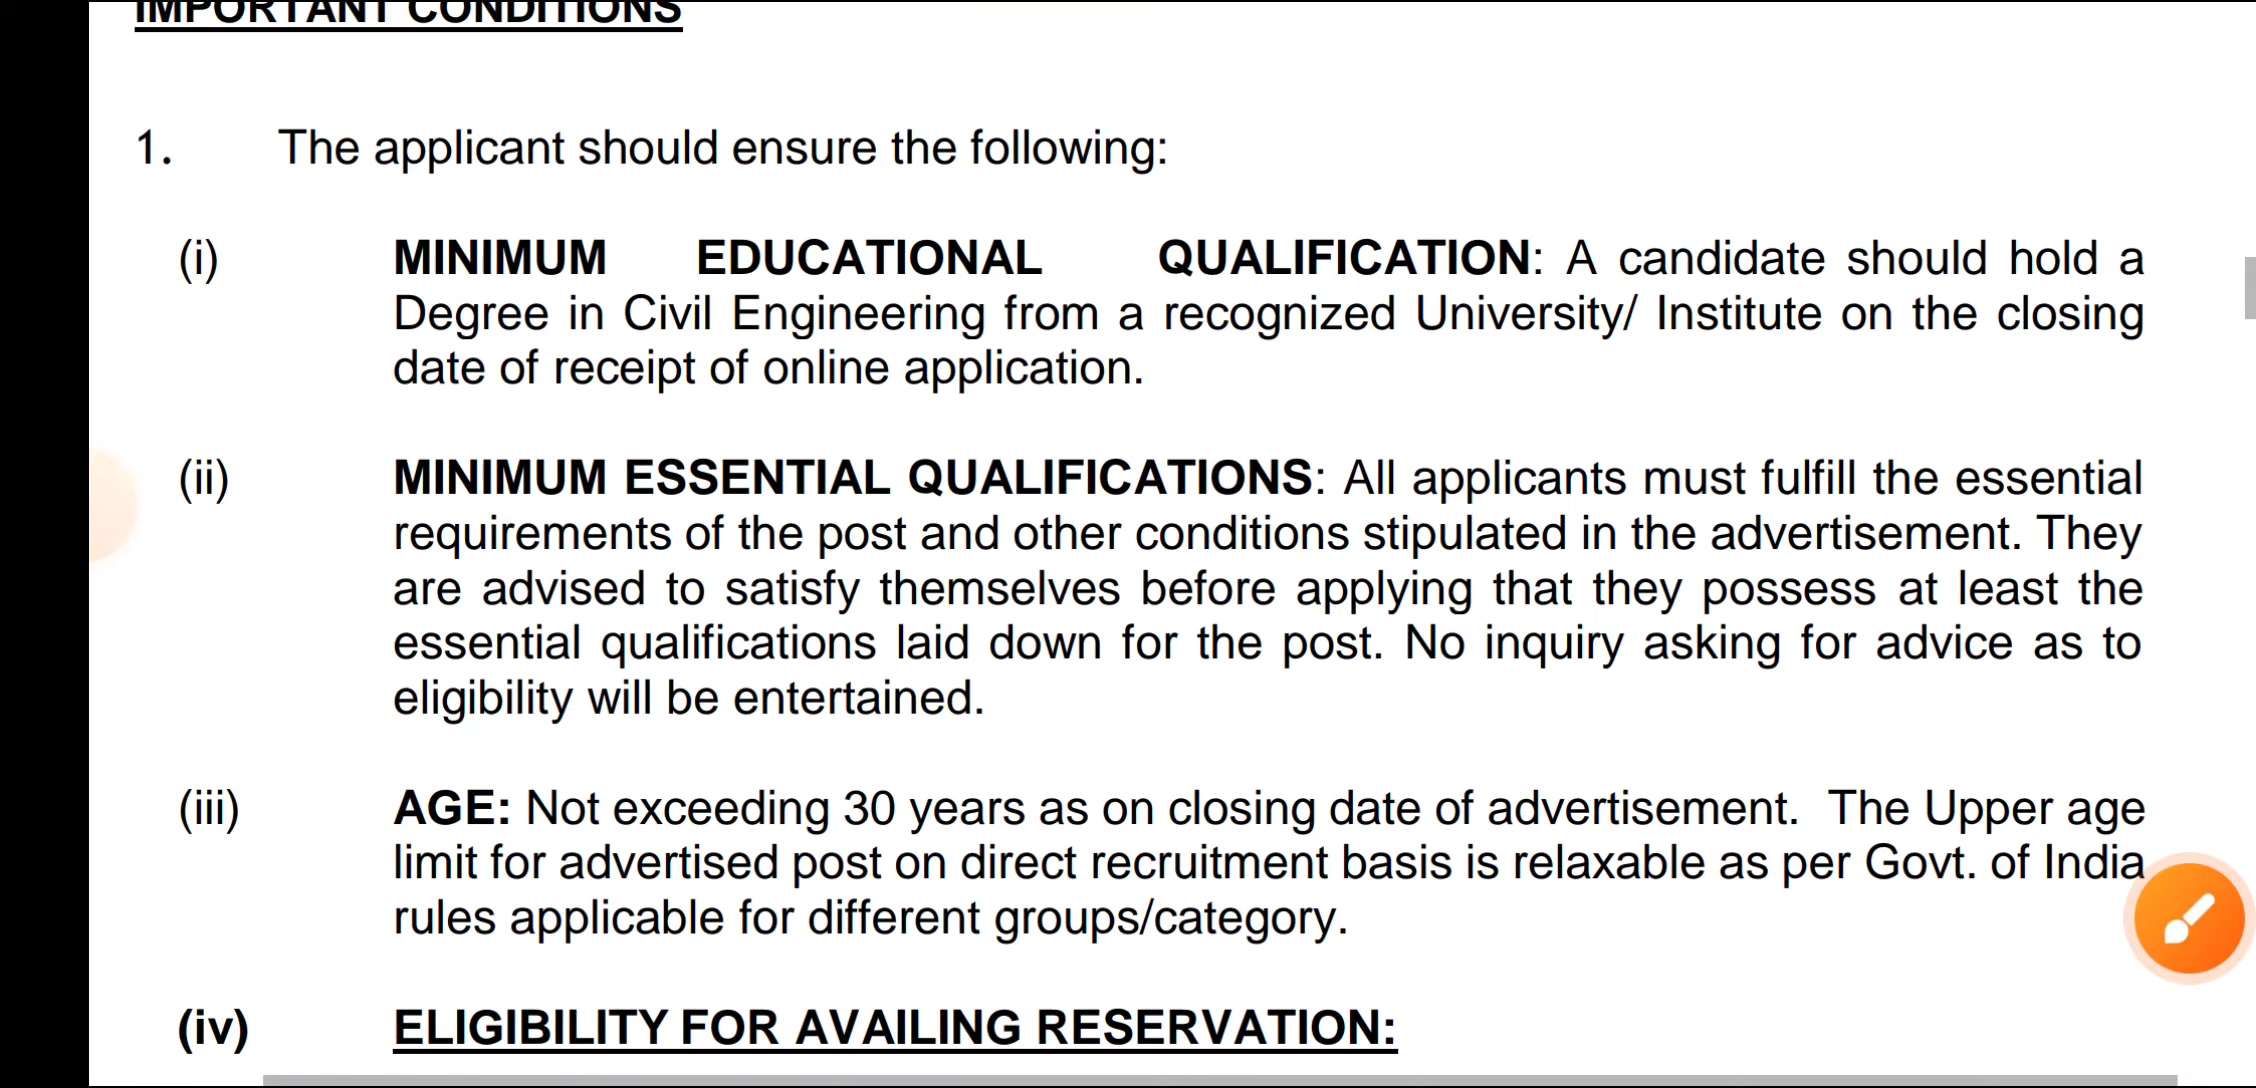 IMPORTANT CONDITIONS
1. The applicant should ensure the following:
(i) MINIMUM EDUCATIONAL QUALIFICATION: A candidate should hold a
Degree in Civil Engineering from a recognized University/ Institute on the closing
date of receipt of online application.
(ii) MINIMUM ESSENTIAL QUALIFICATIONS: All applicants must fulfill the essential
requirements of the post and other conditions stipulated in the advertisement. They
are advised to satisfy themselves before applying that they possess at least the
essential qualifications laid down for the post. No inquiry asking for advice as to
eligibility will be entertained.
(iii) AGE: Not exceeding 30 years as on closing date of advertisement. The Upper age
limit for advertised post on direct recruitment basis is relaxable as per Govt. of India
rules applicable for different groups/category.
(iv) ELIGIBILITY FOR AVAILING RESERVATION: